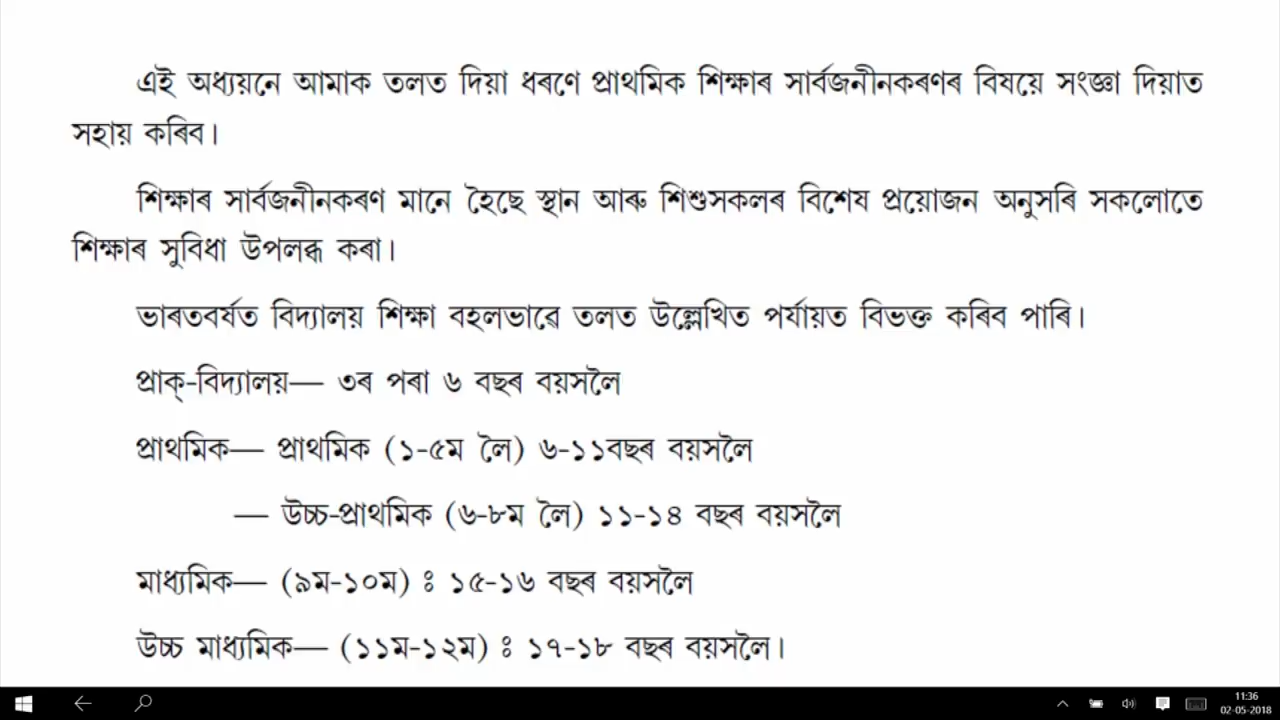 এই অধ্যয়নে আমাক তলত দিয়া ধৰণে প্ৰাথমিক শিক্ষাৰ সাৰ্বজনীনকৰণৰ বিষয়ে সংজ্ঞা দিয়াত
সহায় কৰিব।
শিক্ষাৰ সাৰ্বজনীনকৰণ মানে হৈছে স্থান আৰু শিশুসকলৰ বিশেষ প্ৰয়োজন অনুসৰি সকলোতে
শিক্ষাৰ সুবিধা উপলব্ধ কৰা।
ভাৰতবৰ্ষত বিদ্যালয় শিক্ষা বহলভাৱে তলত উল্লেখিত পৰ্যায়ত বিভক্ত কৰিব পাৰি।
প্ৰাক্-বিদ্যালয়— ৩ৰ পৰা ৬ বছৰ বয়সলৈ
প্ৰাথমিক— প্ৰাথমিক (১-৫ম লৈ) ৬-১১বছৰ বয়সলৈ
— উচ্চ-প্ৰাথমিক (৬-৮ম লৈ) ১১-১৪ বছৰ বয়সলৈ
মাধ্যমিক— (৯ম-১০ম) ঃ ১৫-১৬ বছৰ বয়সলৈ
উচ্চ মাধ্যমিক— (১১ম-১২ম) ঃ ১৭-১৮ বছৰ বয়সলৈ।
11:36
02-05-2018